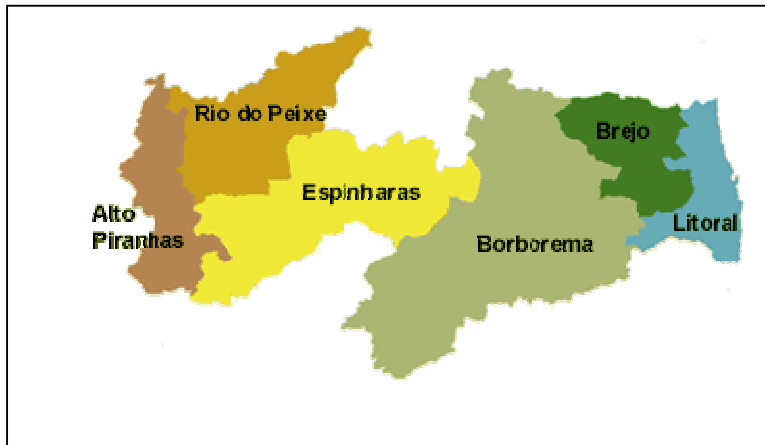 Rio do Peixe
Brejo
Espinharas
Alto
Piranhas
Litoral
Borborema